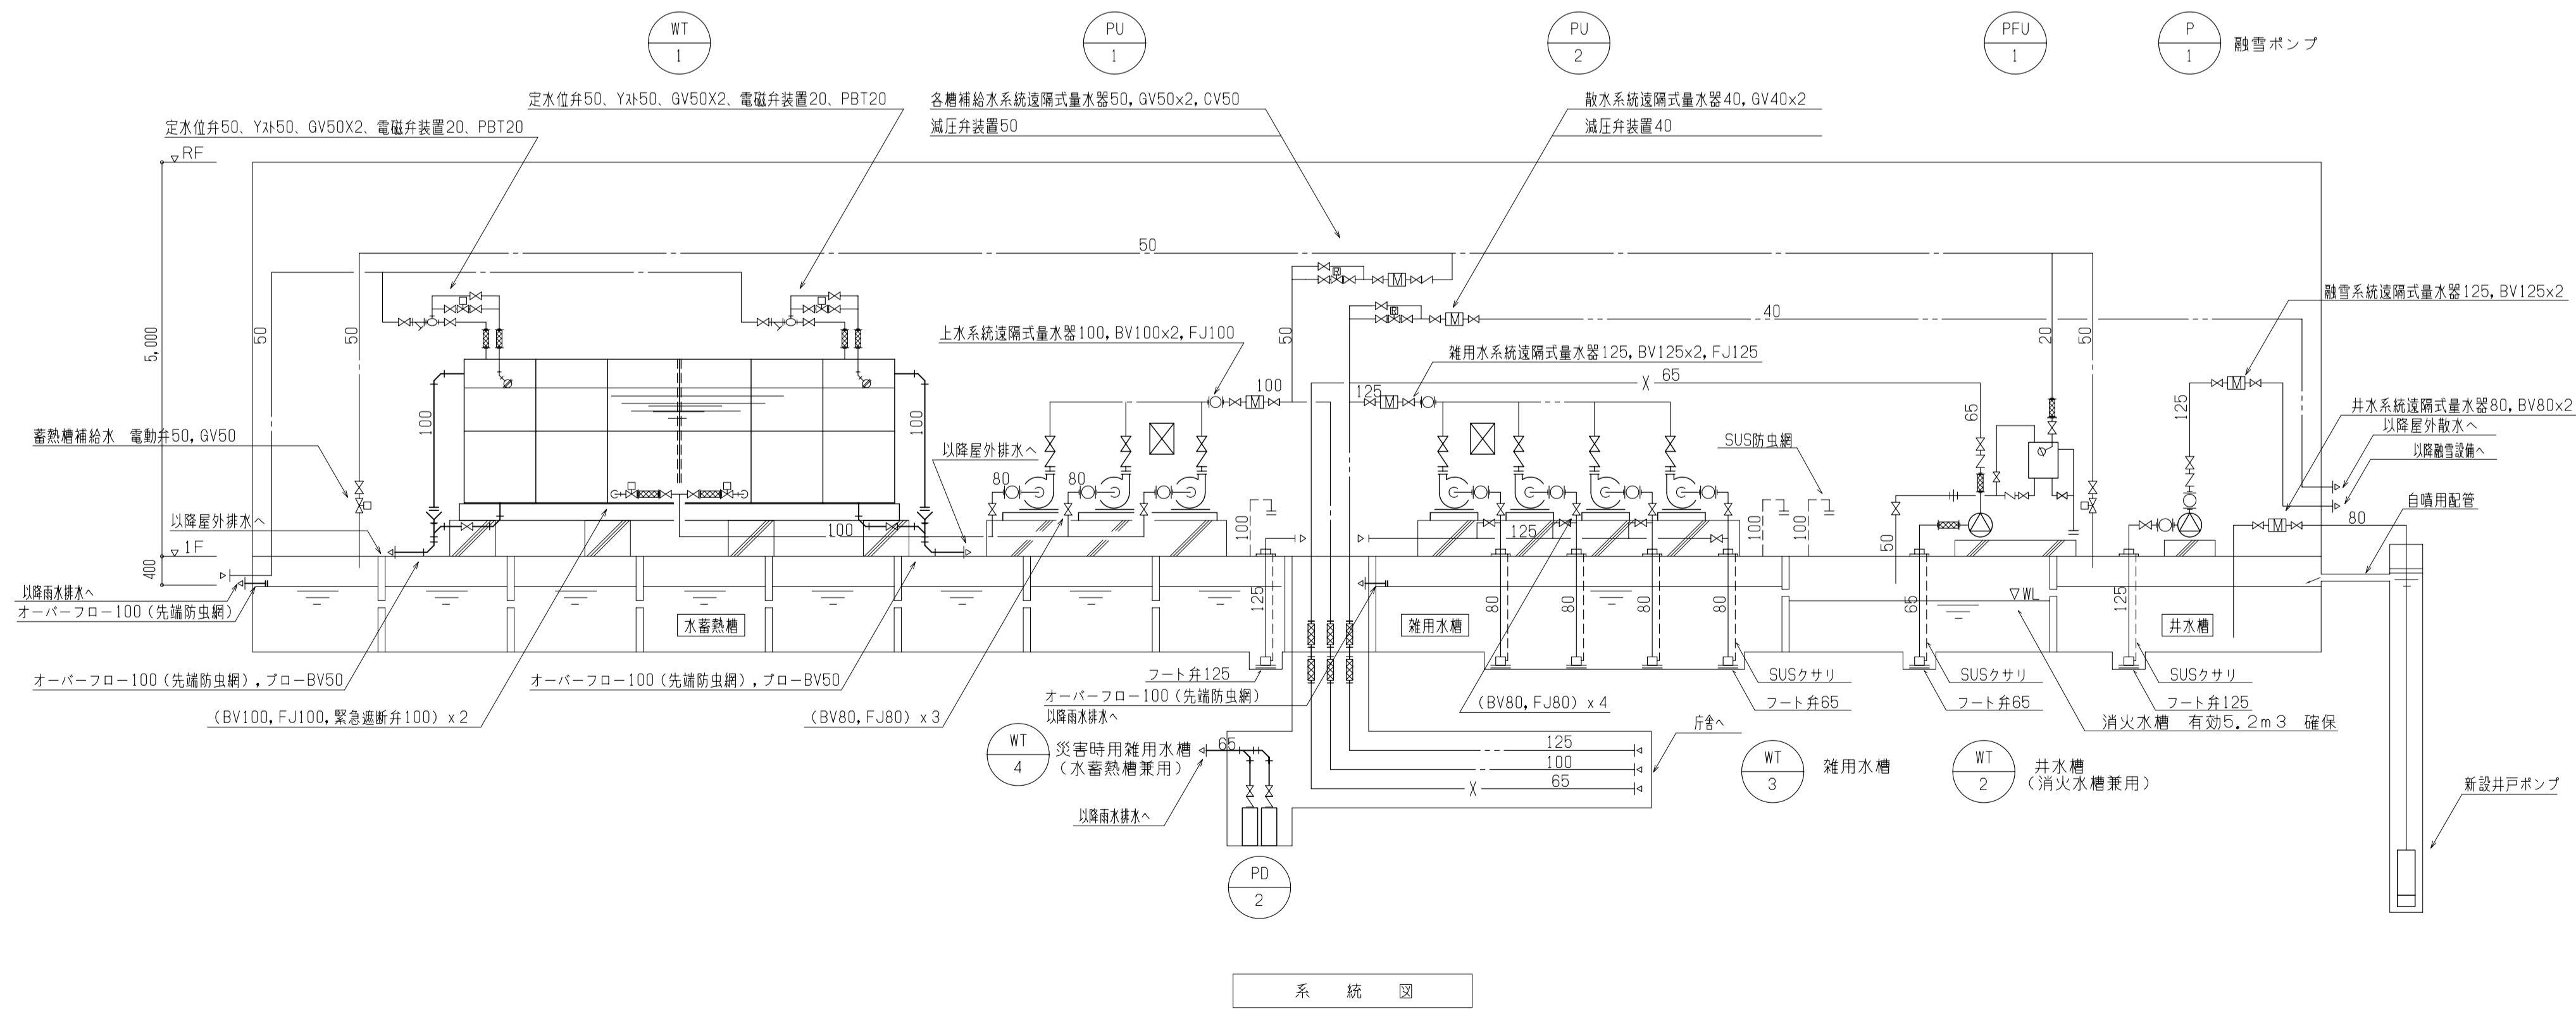 WT
1
PU
1
PU
2
PFU
1
P
1
融雪ポンプ
定水位弁50、Yスト50、GV50X2、電磁弁装置20、PBT20
定水位弁50、Yスト50、GV50X2、電磁弁装置20、PBT20
各槽補給水系統遠隔式量水器50, GV50x2, CV50
減圧弁装置50
散水系統遠隔式量水器40, GV40x2
減圧弁装置40
RF
5,000
50
50
50
M
融雪系統遠隔式量水器125, BV125x2
上水系統遠隔式量水器100, BV100x2, FJ100
50
M
40
20
50
雑用水系統遠隔式量水器125, BV125x2, FJ125
100
M
125
M
65
M
100
100
65
125
井水系統遠隔式量水器80, BV80x2
以降屋外散水へ
以降融雪設備へ
自噴用配管
蓄熱槽補給水 電動弁50, GV50
以降屋外排水へ
SUS防虫網
80
80
以降屋外排水へ
100
100
125
100
100
50
M
80
1F
400
以降雨水排水へ
オーバーフロー100(先端防虫網)
水蓄熱槽
125
雑用水槽
80
80
80
80
65
WL
125
井水槽
オーバーフロー100(先端防虫網), ブローBV50
オーバーフロー100(先端防虫網), ブローBV50
フート弁125
SUSクサリ
SUSクサリ
SUSクサリ
オーバーフロー100(先端防虫網)
以降雨水排水へ
(BV100, FJ100, 緊急遮断弁100) x 2
(BV80, FJ80) x 3
(BV80, FJ80) x 4
フート弁65
フート弁65
フート弁125
消火水槽 有効5.2m3 確保
庁舎へ
WT
4
災害時用雑用水槽
(水蓄熱槽兼用)
65
125
100
65
WT
3
雑用水槽
WT
2
井水槽
(消火水槽兼用)
新設井戸ポンプ
以降雨水排水へ
PD
2
系 統 図